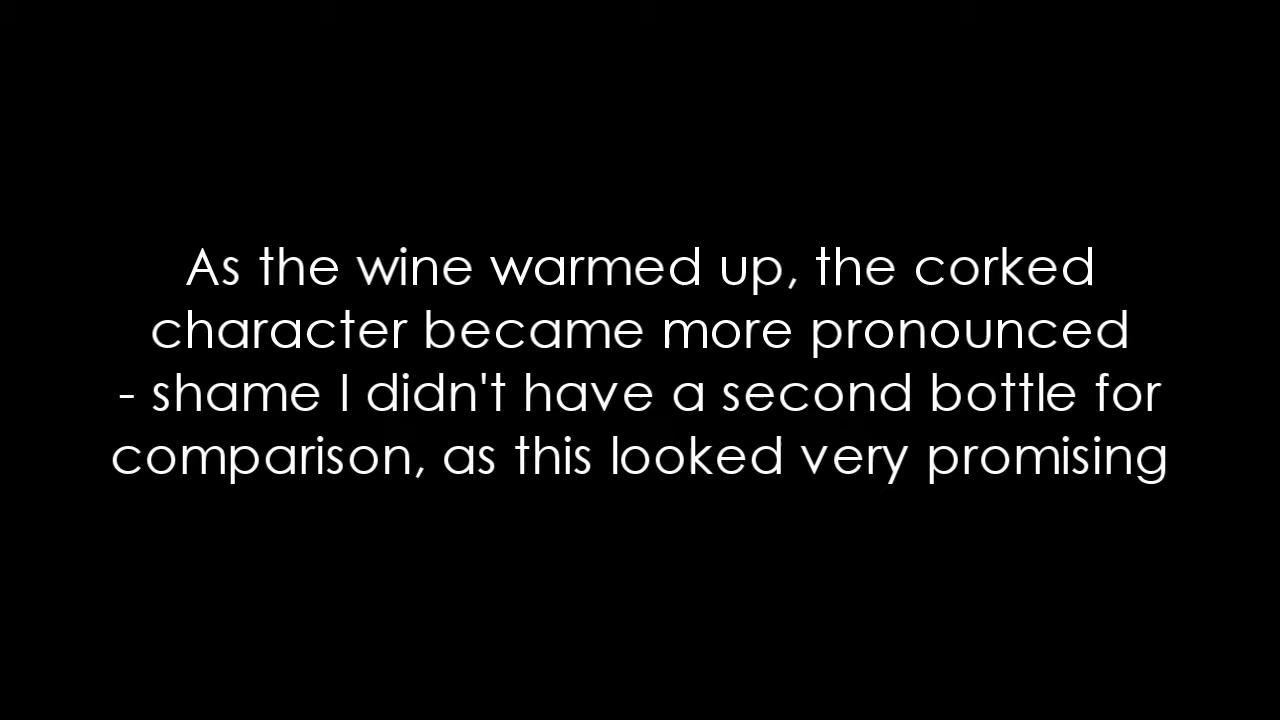 As the wine warmed up, the corked
character became more pronounced
- shame I didn't have a second bottle for
comparison, as this looked very promising